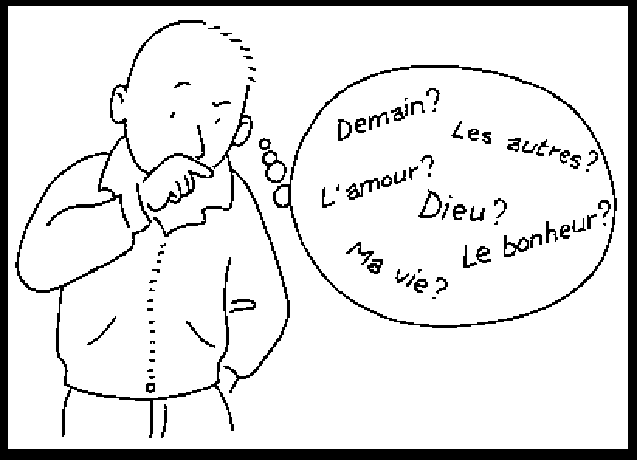 Demain?
Les autres?
L'amour?
Dieu?
Le bonheur?
Ma vie?